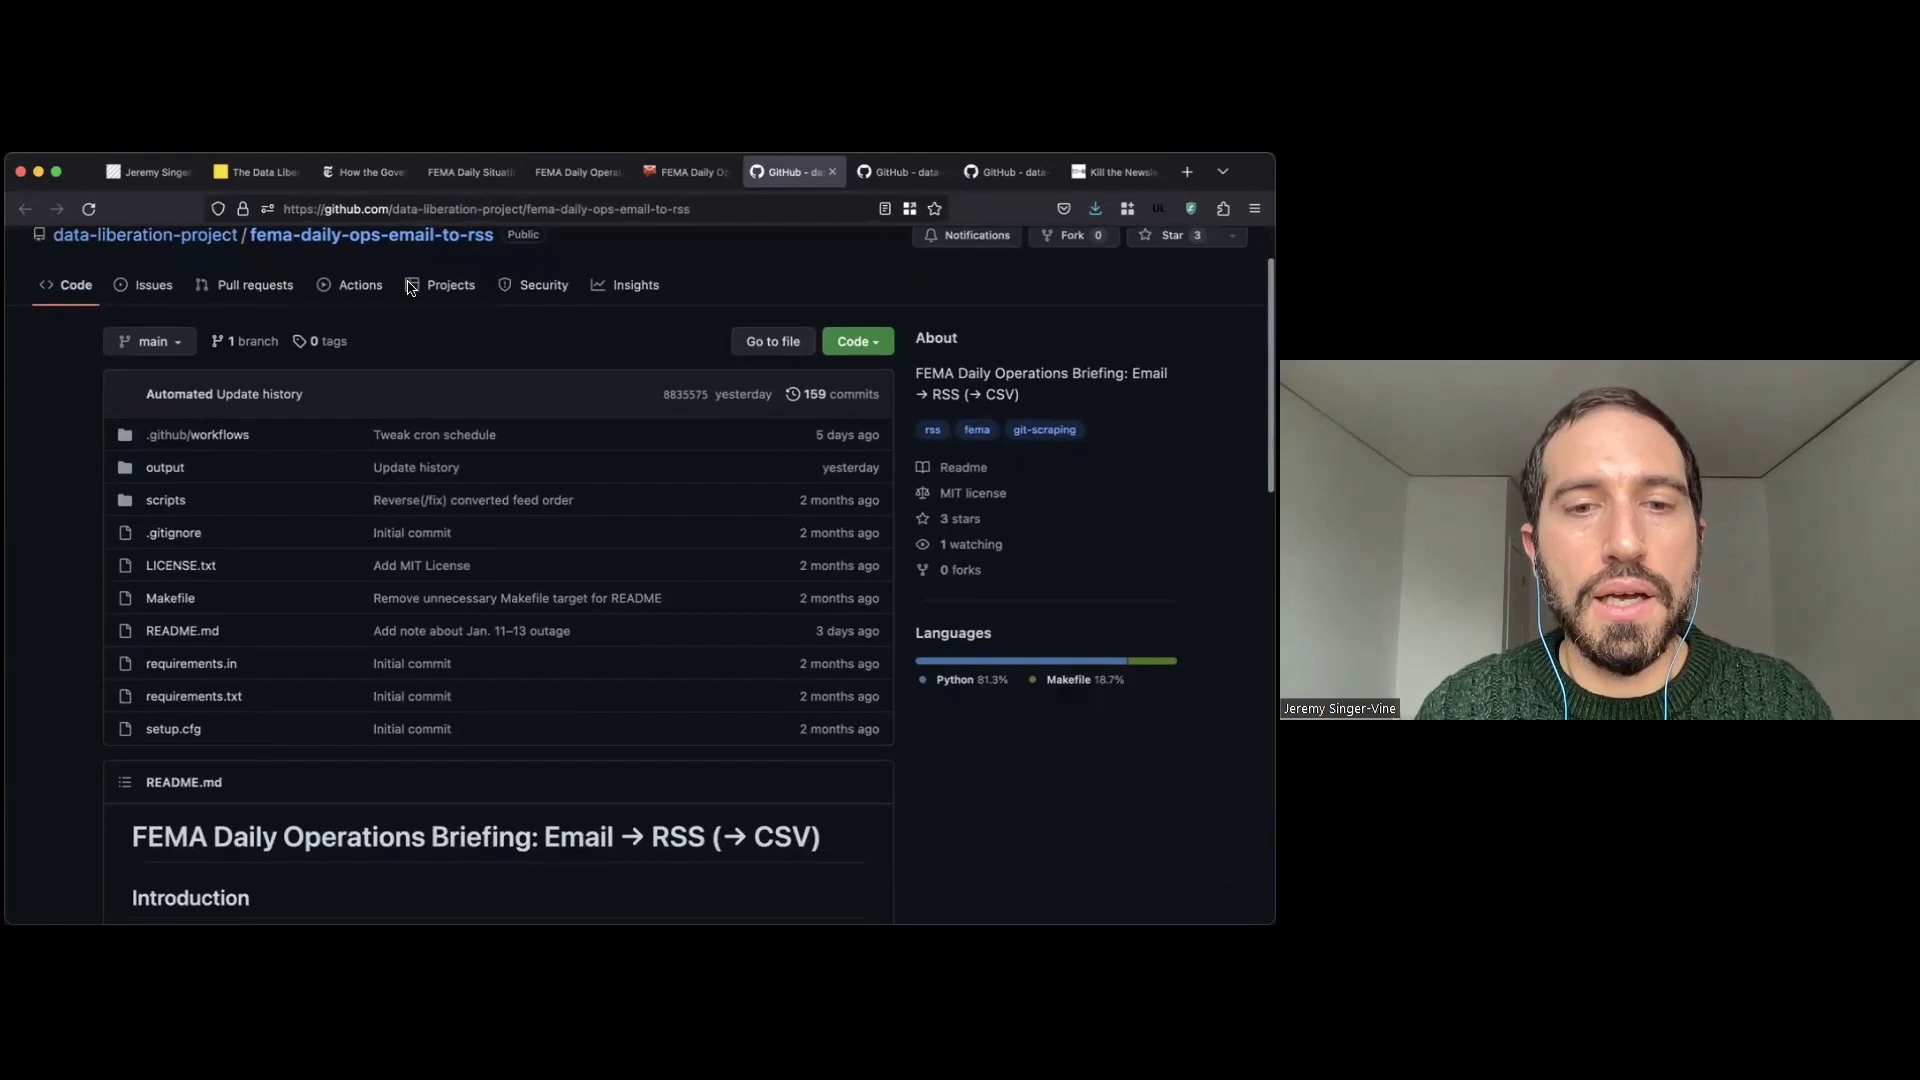 Jeremy Singe
The Data Libe
How the Gove
FEMA Daily Situati
FEMA Daily Opera
FEMA Daily Op
GitHub - da
GitHub - data
GitHub - data
Kill the Newsle
https://github.com/data-liberation-project/fema-daily-ops-email-to-rss
data-liberation-project / fema-daily-ops-email-to-rss Public
Notifications Fork 0 Star 3
Code Issues Pull requests Actions Projects Security Insights
main 1 branch 0 tags Go to file Code
Automated Update history 8835575 yesterday 159 commits
.github/workflows Tweak cron schedule 5 days ago
output Update history yesterday
scripts Reverse(/fix) converted feed order 2 months ago
.gitignore Initial commit 2 months ago
LICENSE.txt Add MIT License 2 months ago
Makefile Remove unnecessary Makefile target for README 2 months ago
README.md Add note about Jan. 11–13 outage 3 days ago
requirements.in Initial commit 2 months ago
requirements.txt Initial commit 2 months ago
setup.cfg Initial commit 2 months ago
README.md
FEMA Daily Operations Briefing: Email → RSS (→ CSV)
Introduction
About
FEMA Daily Operations Briefing: Email
→ RSS (→ CSV)
rss fema git-scraping
Readme
MIT license
3 stars
1 watching
0 forks
Languages
Python 81.3% Makefile 18.7%
Jeremy Singer-Vine